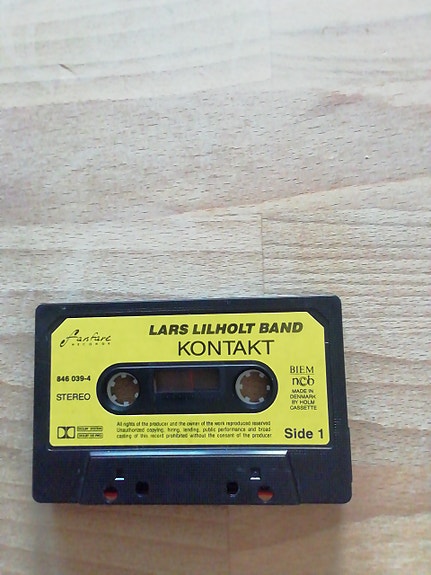 LARS LILHOLT BAND
KONTAKT
Fanfare
RECORDS
846 039-4
STEREO
BIEM
ncb
MADE IN
DENMARK
BY HOLM
CASSETTE
All rights of the producer and the owner of the work reproduced reserved.
Unauthorized copying, hiring, lending, public performance and broad
casting of this record prohibited without the consent of the producer.
Side 1